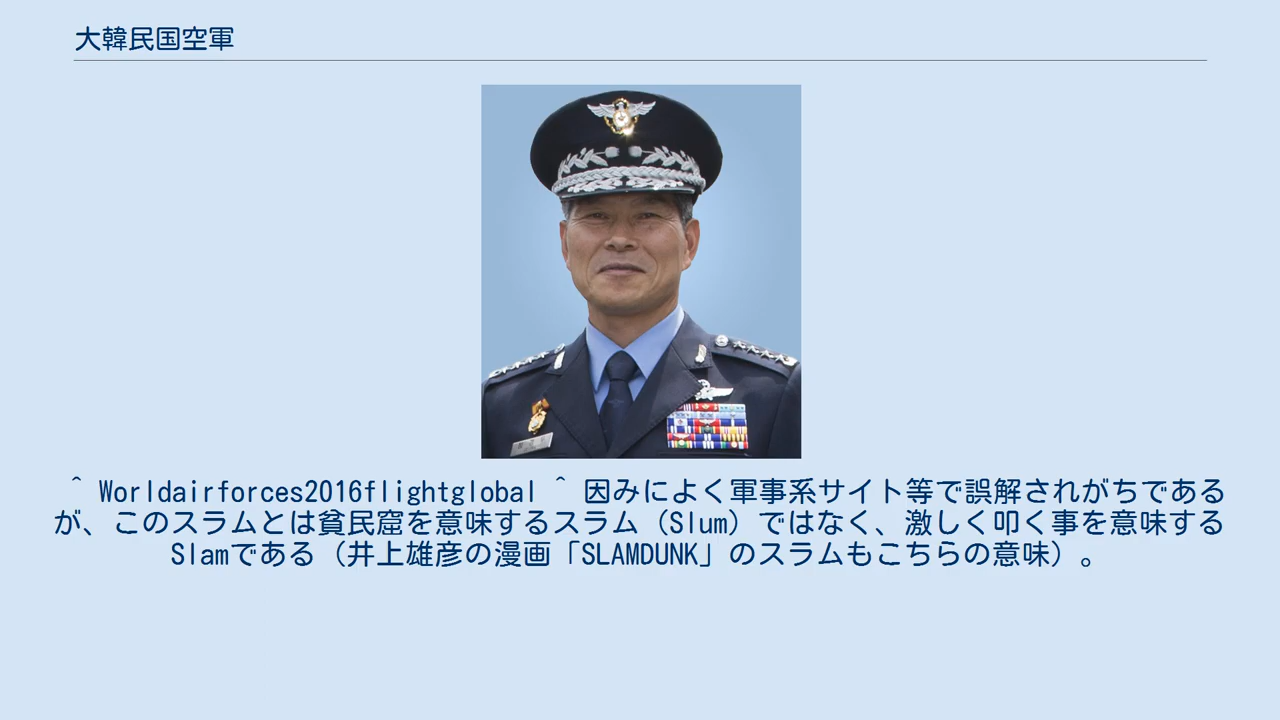 大韓民国空軍
^ Worldairforces2016flightglobal ^ 因みによく軍事系サイト等で誤解されがちである
が、このスラムとは貧民窟を意味するスラム（Slum）ではなく、激しく叩く事を意味する
Slamである（井上雄彦の漫画「SLAMDUNK」のスラムもこちらの意味）。